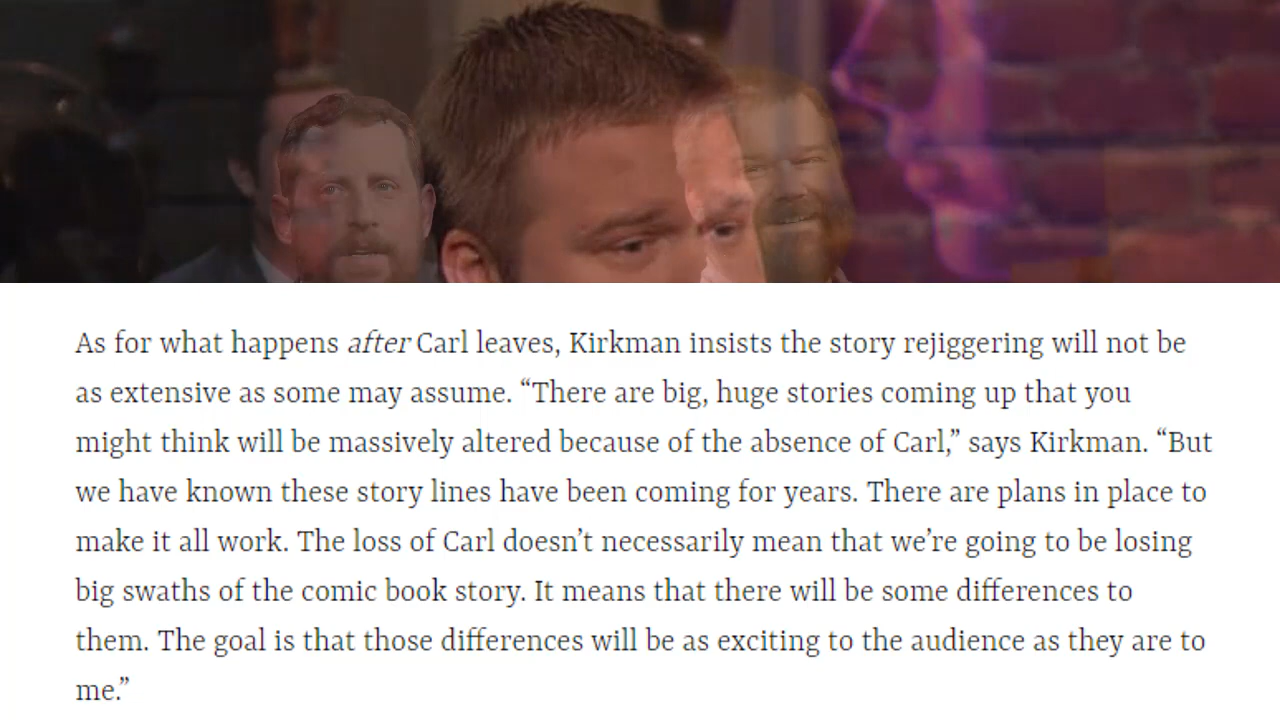 As for what happens after Carl leaves, Kirkman insists the story rejiggering will not be
as extensive as some may assume. “There are big, huge stories coming up that you
might think will be massively altered because of the absence of Carl,” says Kirkman. “But
we have known these story lines have been coming for years. There are plans in place to
make it all work. The loss of Carl doesn’t necessarily mean that we’re going to be losing
big swaths of the comic book story. It means that there will be some differences to
them. The goal is that those differences will be as exciting to the audience as they are to
me.”